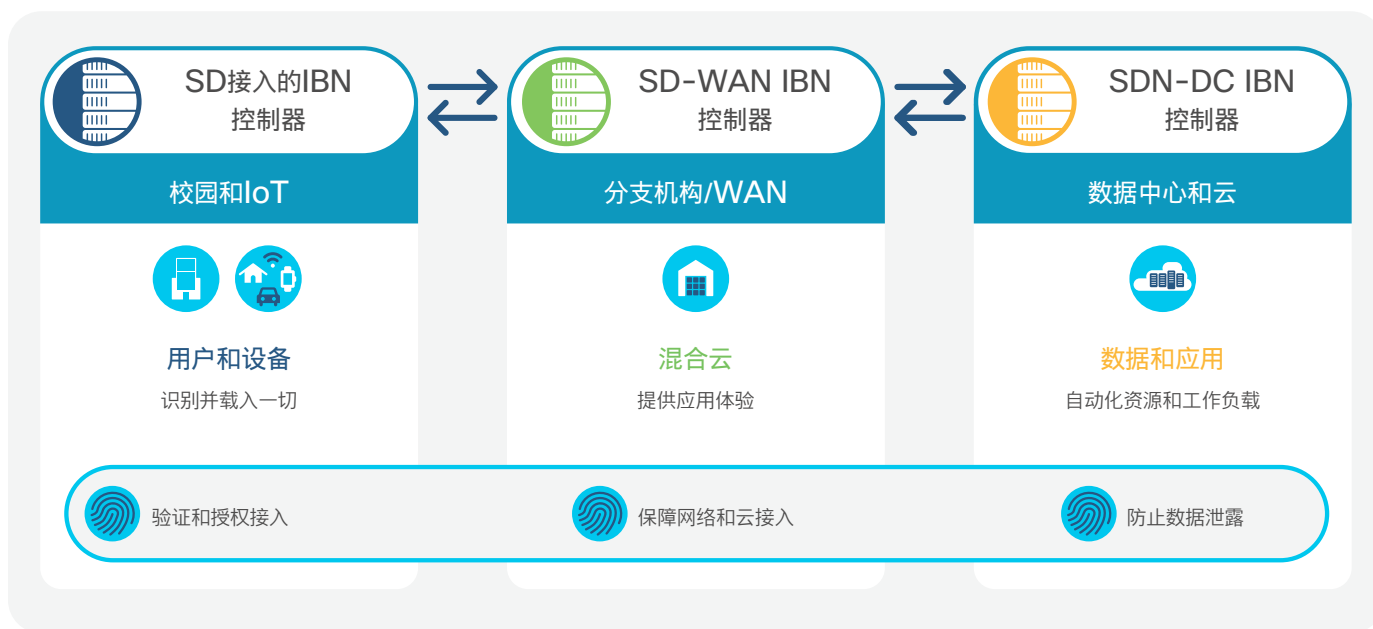 SD接入的IBN
控制器
SD-WAN IBN
控制器
SDN-DC IBN
控制器
校园和IoT
分支机构/WAN
数据中心和云
用户和设备
识别并载入一切
混合云
提供应用体验
数据和应用
自动化资源和工作负载
验证和授权接入
保障网络和云接入
防止数据泄露